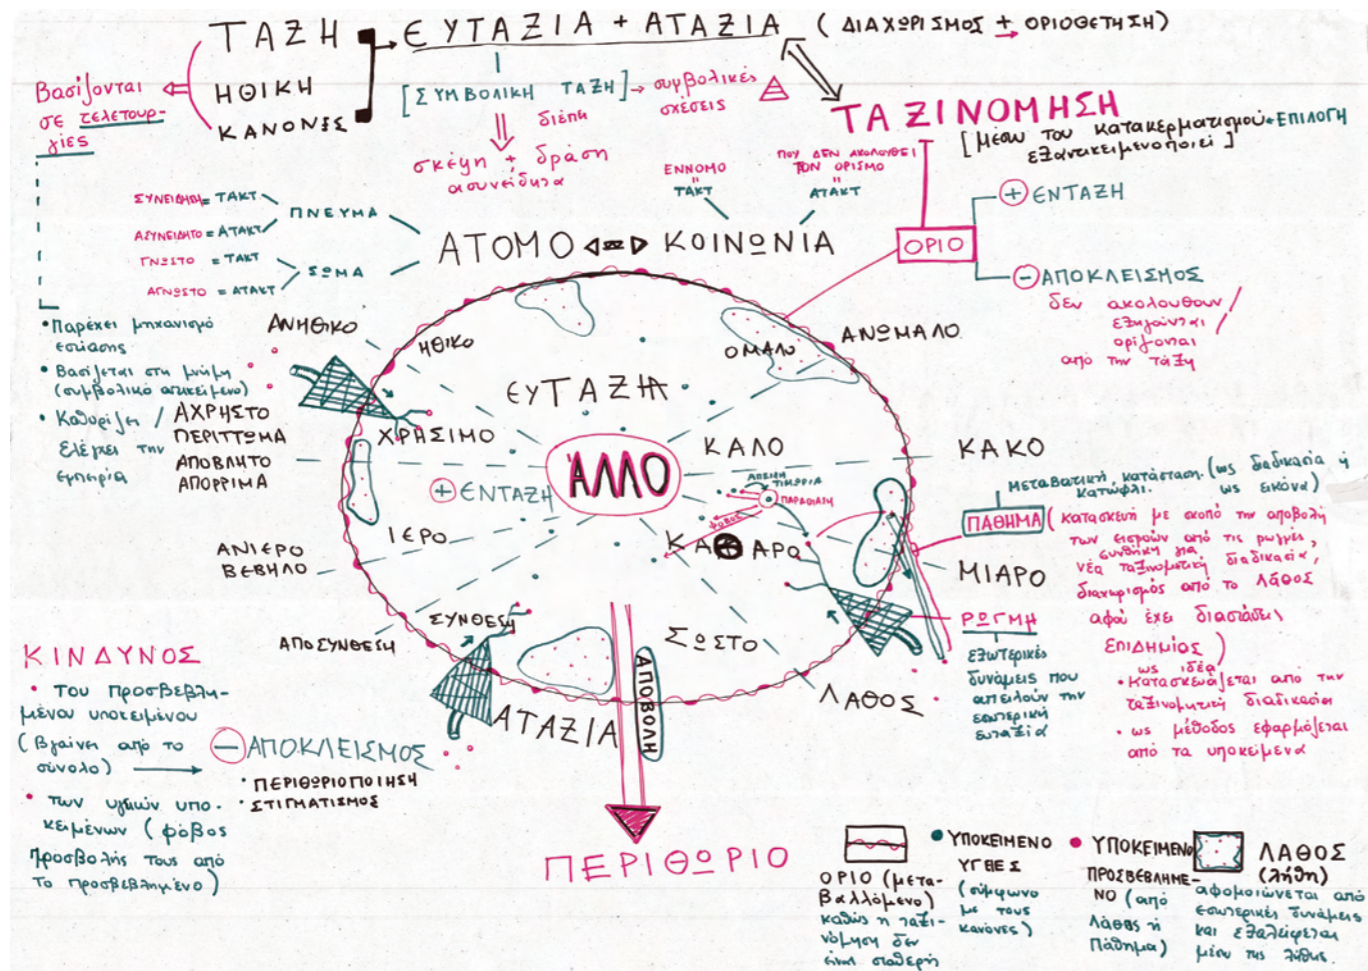 ΤΑΞΗ
ΗΘΙΚΗ
ΚΑΝΟΝΕΣ
ΕΥΤΑΞΙΑ + ΑΤΑΞΙΑ (ΔΙΑΧΩΡΙΣΜΟΣ + ΟΡΙΟΘΕΤΗΣΗ)
Βασίζονται
σε τελετουρ-
γίες
[ΣΥΜΒΟΛΙΚΗ ΤΑΞΗ] → συμβολικές
σχέσεις
διέπει
σκέψη + δράση
ασυνείδητα
ΤΑΞΙΝΟΜΗΣΗ
[μέσω του κατακερματισμού ΕΠΙΛΟΓΗ
εξαντικειμενοποιεί]
ΕΝΝΟΜΟ
"
ΤΑΚΤ
ΠΟΥ ΔΕΝ ΑΚΟΛΟΥΘΕΙ
ΤΟΝ ΟΡΙΣΜΟ
"
ΑΤΑΚΤ
ΣΥΝΕΙΔΗΣΗ = ΤΑΚΤ
ΑΣΥΝΕΙΔΗΤΟ = ΑΤΑΚΤ
ΠΝΕΥΜΑ
ΓΝΩΣΤΟ = ΤΑΚΤ
ΑΓΝΩΣΤΟ = ΑΤΑΚΤ
ΣΩΜΑ
ΑΤΟΜΟ ⇔ ΚΟΙΝΩΝΙΑ
ΟΡΙΟ
+ ΕΝΤΑΞΗ
- ΑΠΟΚΛΕΙΣΜΟΣ
δεν ακολουθούν
εξηγούνται
ορίζονται
από την τάξη
• Παρέχει μηχανισμό
εστίασης
• Βασίζεται στη μνήμη
(συμβολικό αντικείμενο)
• Καθορίζει /
Ελέγχει την
εμπειρία
ΑΝΗΘΙΚΟ
ΗΘΙΚΟ
ΟΜΑΛΟ
ΑΝΩΜΑΛΟ
ΕΥΤΑΞΙΑ
ΑΧΡΗΣΤΟ
ΠΕΡΙΤΤΩΜΑ
ΑΠΟΒΛΗΤΟ
ΑΠΟΡΡΙΜΑ
ΧΡΗΣΙΜΟ
ΚΑΛΟ
ΚΑΚΟ
ΆΛΛΟ
+ ΕΝΤΑΞΗ
ΑΠΕΙΛΗ
ΤΙΜΩΡΙΑ
ΦΟΒΟΣ
ΙΕΡΟ
ΑΝΙΕΡΟ
ΒΕΒΗΛΟ
ΚΑΘΑΡΟ
ΜΙΑΡΟ
μεταβατική κατάσταση (ως διαδικασία ή
κατώφλι. ως εικόνα)
ΠΑΘΗΜΑ (κατασκευή με σκοπό την αποβολή
των εισροών από τις ρωγμές,
συνθήκη για
νέα ταξινομητική διαδικασία,
διαχωρισμός από το λάθος
αφού έχει διασπάσει
ΡΩΓΜΗ
εξωτερικές
δυνάμεις που
απειλούν την
εσωτερική
ευταξία
ΕΠΙΔΗΜΙΟΣ)
ως ιδέα
• κατασκευάζεται από την
ταξινομητική διαδικασία
• ως μέθοδος εφαρμόζεται
από τα υποκείμενα
ΣΥΝΘΕΣΗ
ΑΠΟΣΥΝΘΕΣΗ
ΣΩΣΤΟ
ΛΑΘΟΣ
ΑΤΑΞΙΑ
ΑΠΟΒΟΛΗ
ΚΙΝΔΥΝΟΣ
• του προσβεβλη-
μένου υποκειμένου
(Βγαίνει από το
σύνολο)
- ΑΠΟΚΛΕΙΣΜΟΣ
• ΠΕΡΙΘΩΡΙΟΠΟΙΗΣΗ
• ΣΤΙΓΜΑΤΙΣΜΟΣ
• των υγιών υπο-
κειμένων (φόβος
προσβολής τους από
το προσβεβλημένο)
ΠΕΡΙΘΩΡΙΟ
ΟΡΙΟ (μετα-
βαλλόμενο)
καθώς η ταξι-
νόμηση δεν
είναι σταθερή
• ΥΠΟΚΕΙΜΕΝΟ
ΥΓΙΕΣ
(σύμφωνο
με τους
κανόνες)
• ΥΠΟΚΕΙΜΕΝΟ
ΠΡΟΣΒΕΒΛΗΜΕ-
ΝΟ (από
Λάθος ή
Πάθημα)
ΛΑΘΟΣ
(λήθη)
αφομοιώνεται από
εσωτερικές δυνάμεις
και εξαλείφεται
μέσω της λήθης.